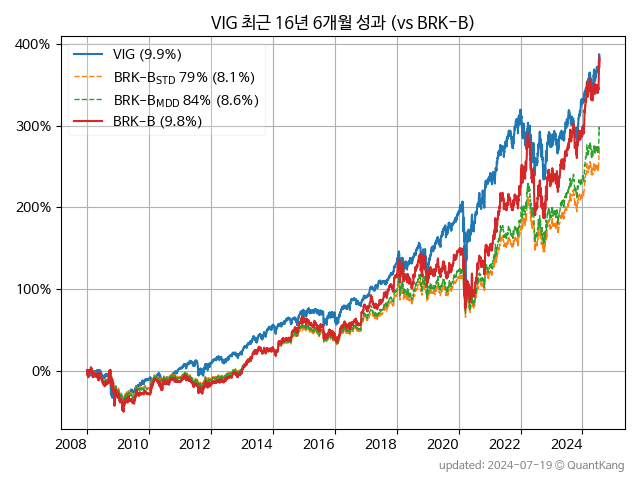 VIG 최근 16년 6개월 성과 (vs BRK-B)
VIG (9.9%)
BRK-B_STD 79% (8.1%)
BRK-B_MDD 84% (8.6%)
BRK-B (9.8%)
400%
300%
200%
100%
0%
2008 2010 2012 2014 2016 2018 2020 2022 2024
updated: 2024-07-19 © QuantKang